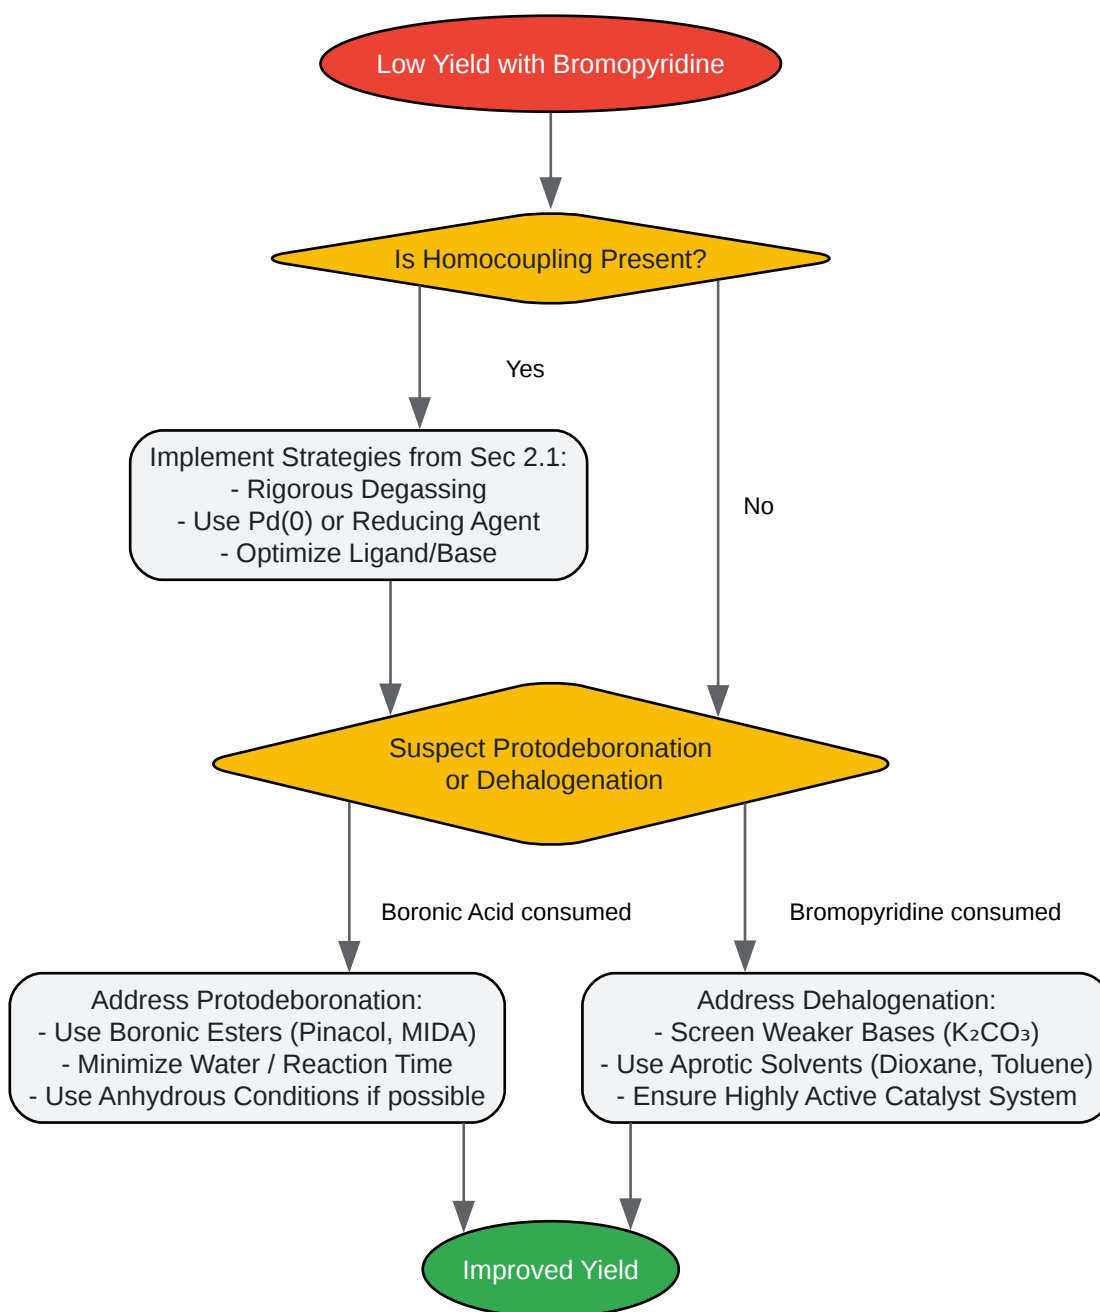 Low Yield with Bromopyridine
Is Homocoupling Present?
Yes
Implement Strategies from Sec 2.1:
- Rigorous Degassing
- Use Pd(0) or Reducing Agent
- Optimize Ligand/Base
No
Suspect Protodeboronation
or Dehalogenation
Boronic Acid consumed
Bromopyridine consumed
Address Protodeboronation:
- Use Boronic Esters (Pinacol, MIDA)
- Minimize Water / Reaction Time
- Use Anhydrous Conditions if possible
Address Dehalogenation:
- Screen Weaker Bases (K₂CO₃)
- Use Aprotic Solvents (Dioxane, Toluene)
- Ensure Highly Active Catalyst System
Improved Yield